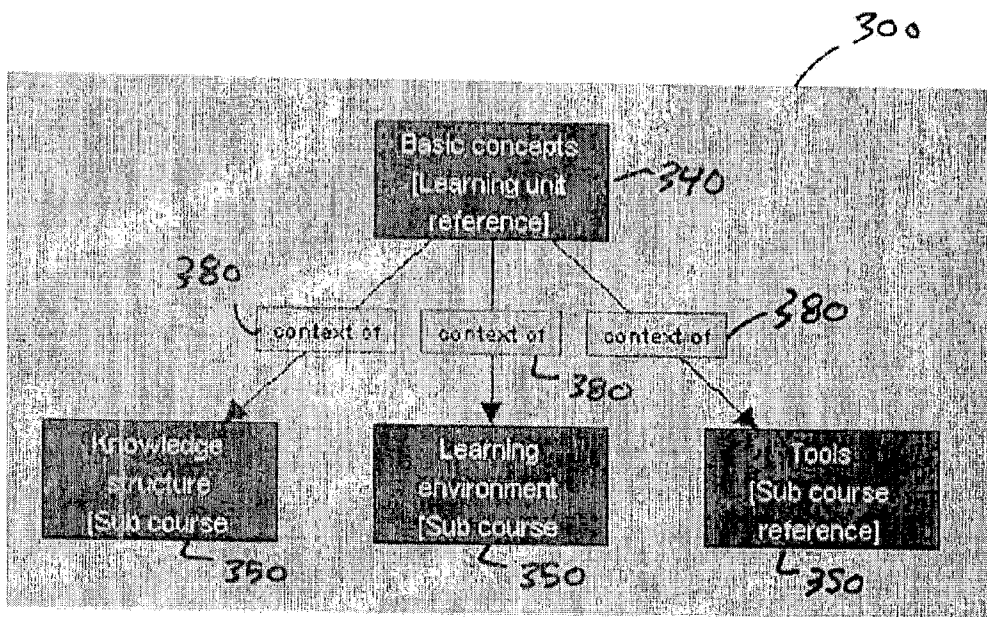 300
Basic concepts
[Learning unit
reference]
340
380
context of
context of
context of
380
380
Knowledge
structure
[Sub course
350
Learning
environment
[Sub course
350
Tools
[Sub course
reference]
350